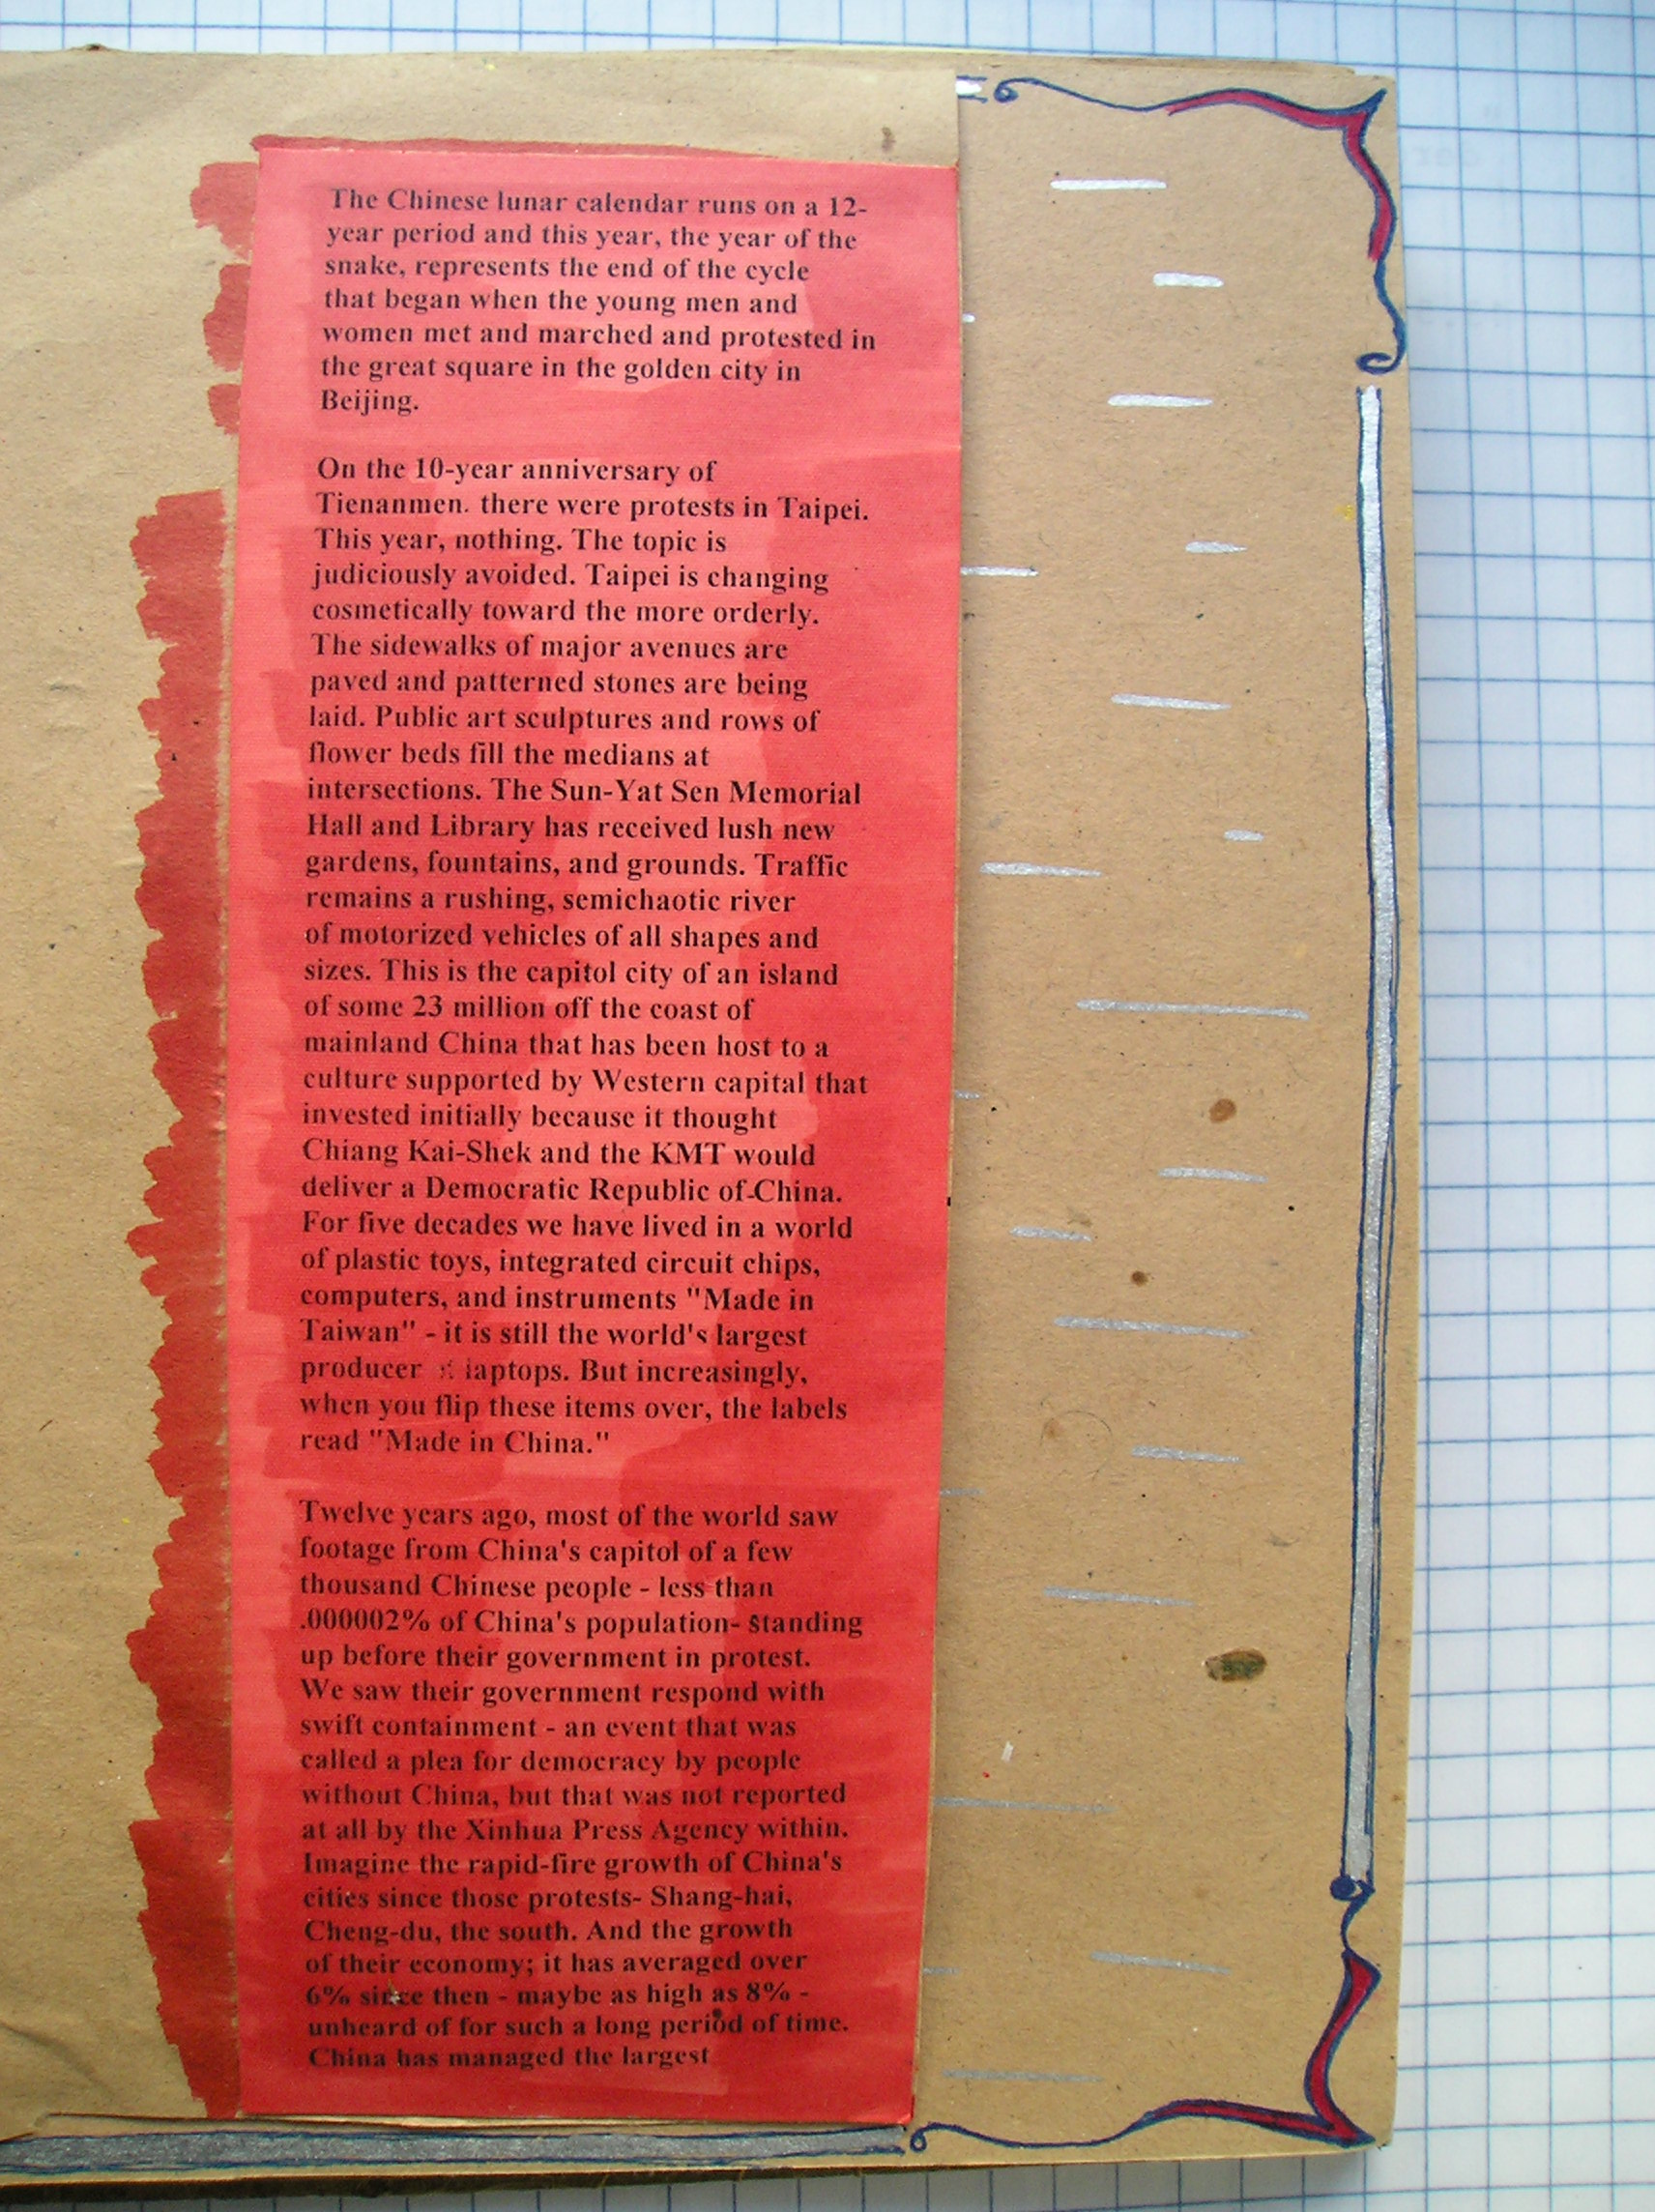 The Chinese lunar calendar runs on a 12-
year period and this year, the year of the
snake, represents the end of the cycle
that began when the young men and
women met and marched and protested in
the great square in the golden city in
Beijing.
On the 10-year anniversary of
Tienanmen. there were protests in Taipei.
This year, nothing. The topic is
judiciously avoided. Taipei is changing
cosmetically toward the more orderly.
The sidewalks of major avenues are
paved and patterned stones are being
laid. Public art sculptures and rows of
flower beds fill the medians at
intersections. The Sun-Yat Sen Memorial
Hall and Library has received lush new
gardens, fountains, and grounds. Traffic
remains a rushing, semichaotic river
of motorized vehicles of all shapes and
sizes. This is the capitol city of an island
of some 23 million off the coast of
mainland China that has been host to a
culture supported by Western capital that
invested initially because it thought
Chiang Kai-Shek and the KMT would
deliver a Democratic Republic of China.
For five decades we have lived in a world
of plastic toys, integrated circuit chips,
computers, and instruments "Made in
Taiwan" - it is still the world's largest
producer laptops. But increasingly,
when you flip these items over, the labels
read "Made in China."
Twelve years ago, most of the world saw
footage from China's capitol of a few
thousand Chinese people - less than
.000002% of China's population- standing
up before their government in protest.
We saw their government respond with
swift containment - an event that was
called a plea for democracy by people
without China, but that was not reported
at all by the Xinhua Press Agency within.
Imagine the rapid-fire growth of China's
cities since those protests- Shang-hai,
Cheng-du, the south. And the growth
of their economy; it has averaged over
6% since then - maybe as high as 8% -
unheard of for such a long period of time.
China has managed the largest